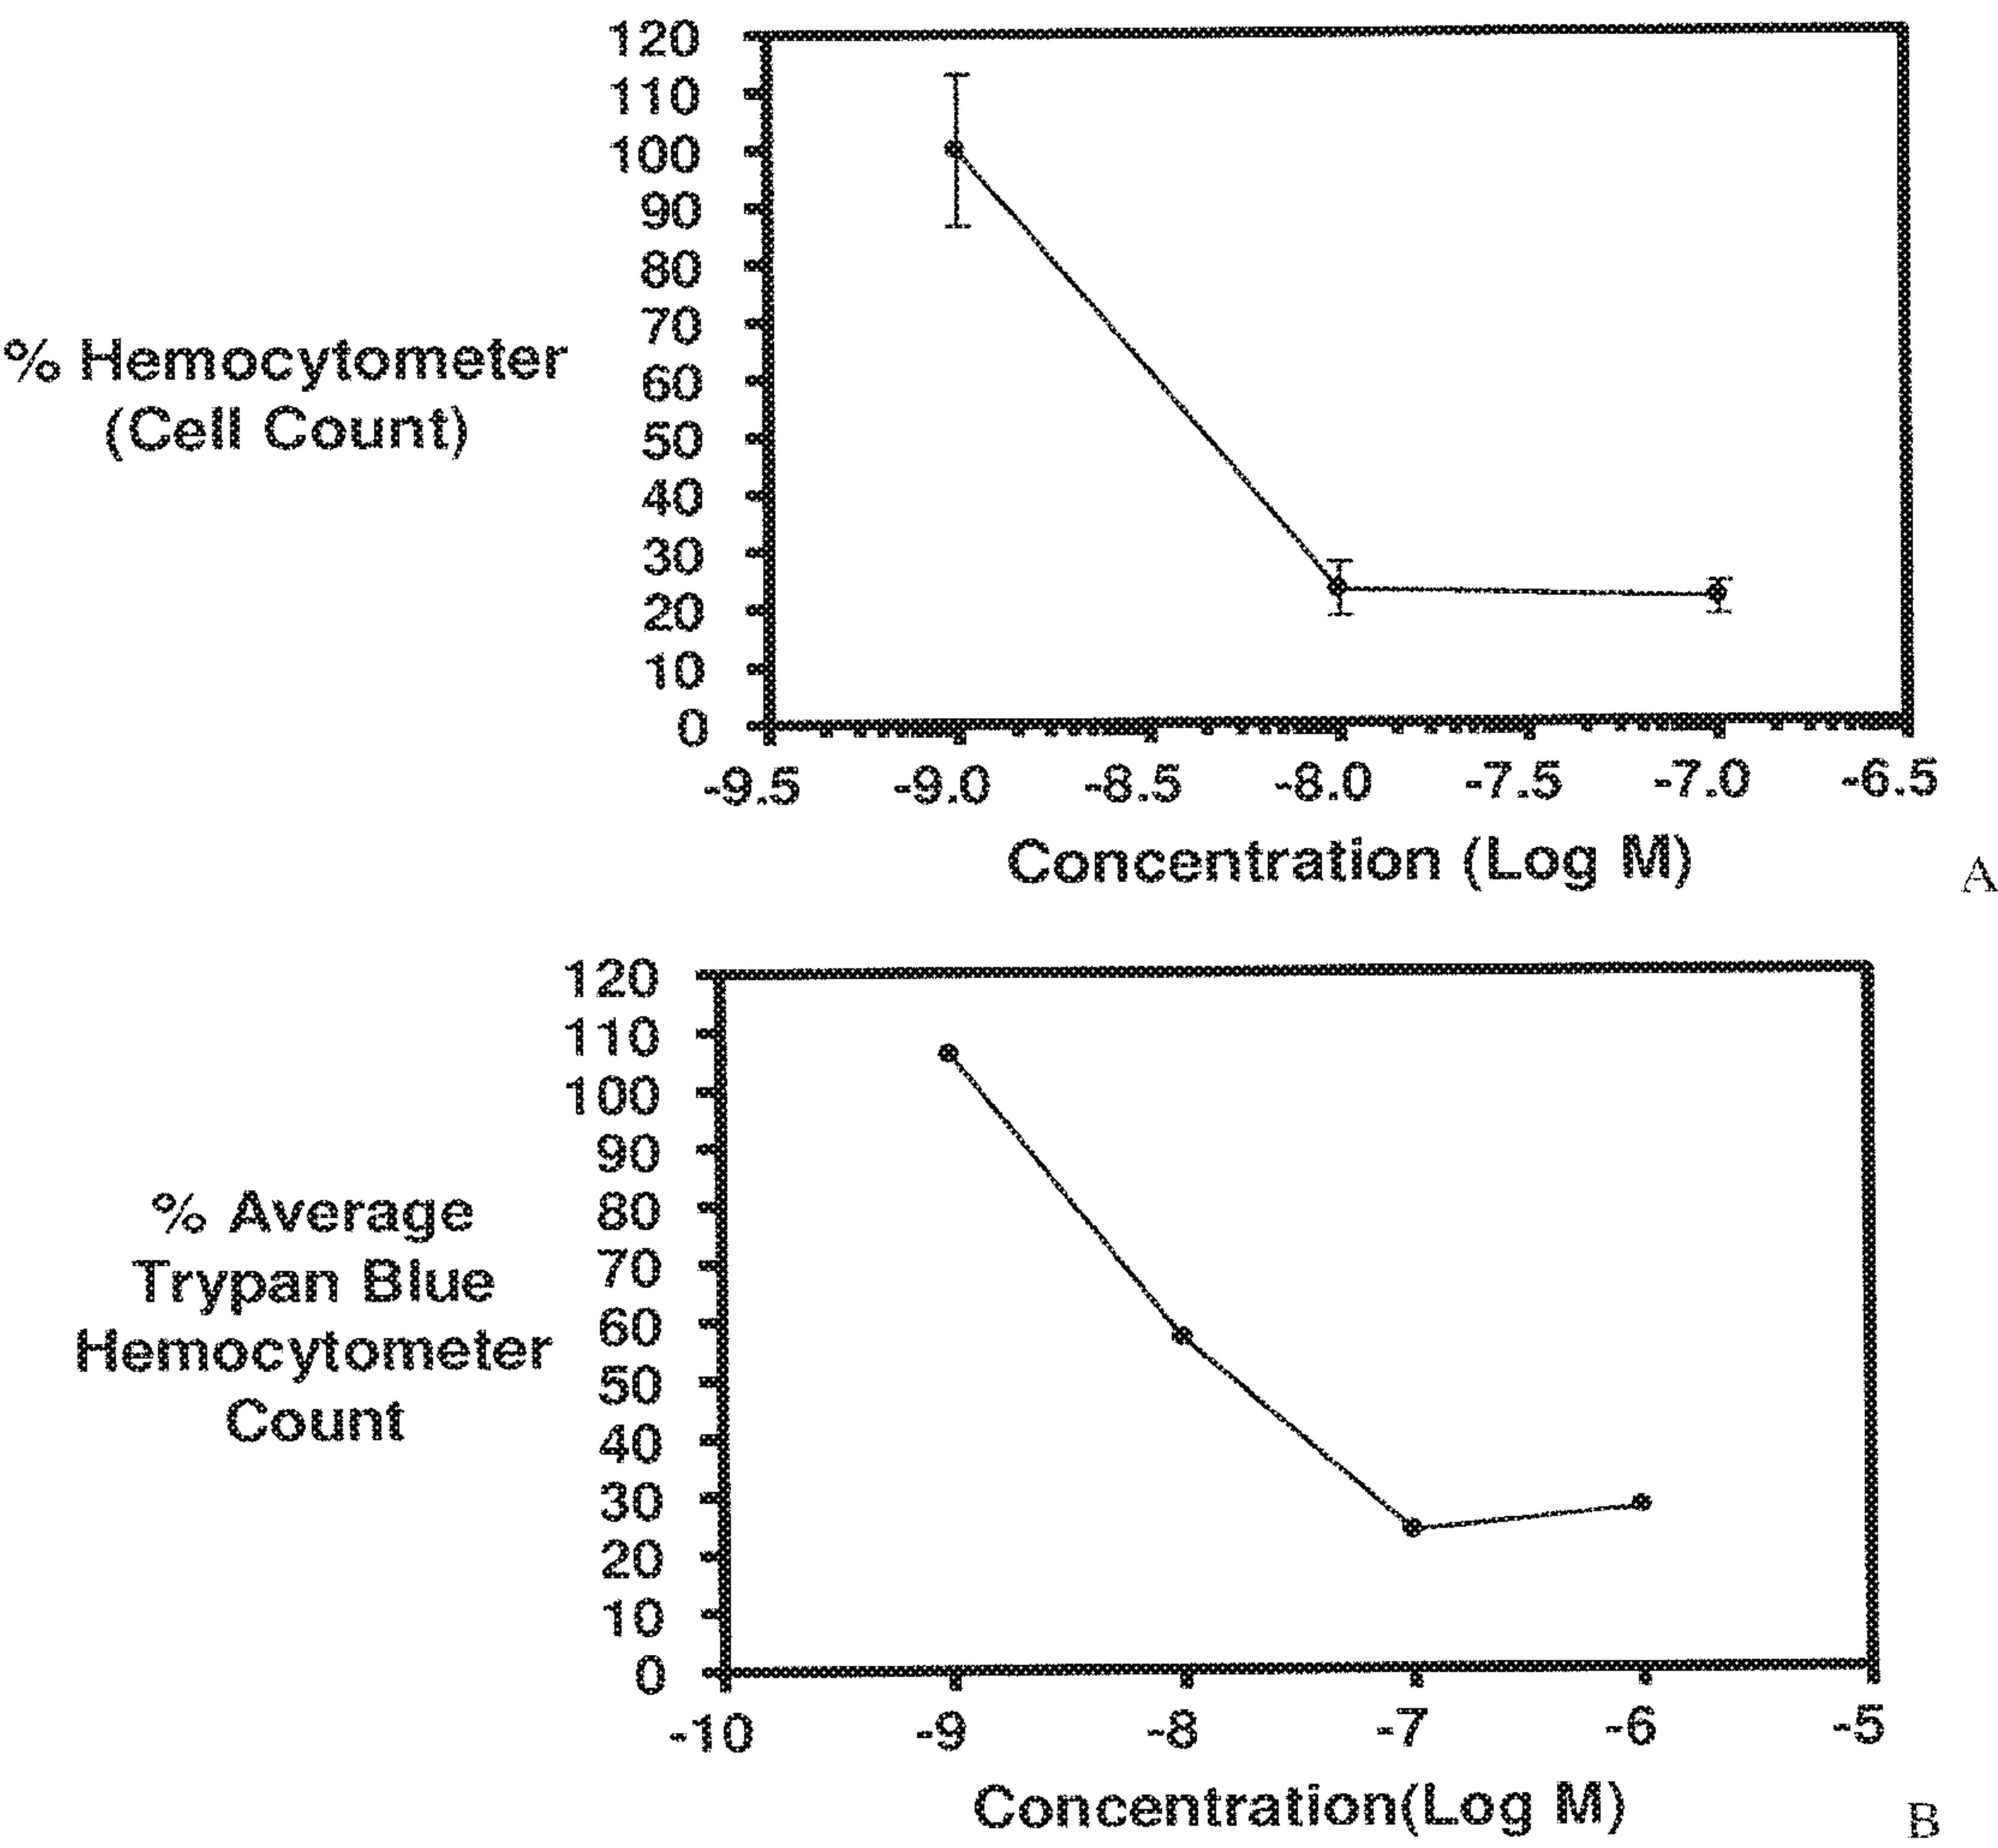 120
110
100
90
80
70
60
50
40
30
20
10
0
% Hemocytometer
(Cell Count)
-9.5 -9.0 -8.5 -8.0 -7.5 -7.0 -6.5
Concentration (Log M)
A
120
110
100
90
80
70
60
50
40
30
20
10
0
% Average
Trypan Blue
Hemocytometer
Count
-10 -9 -8 -7 -6 -5
Concentration(Log M)
B